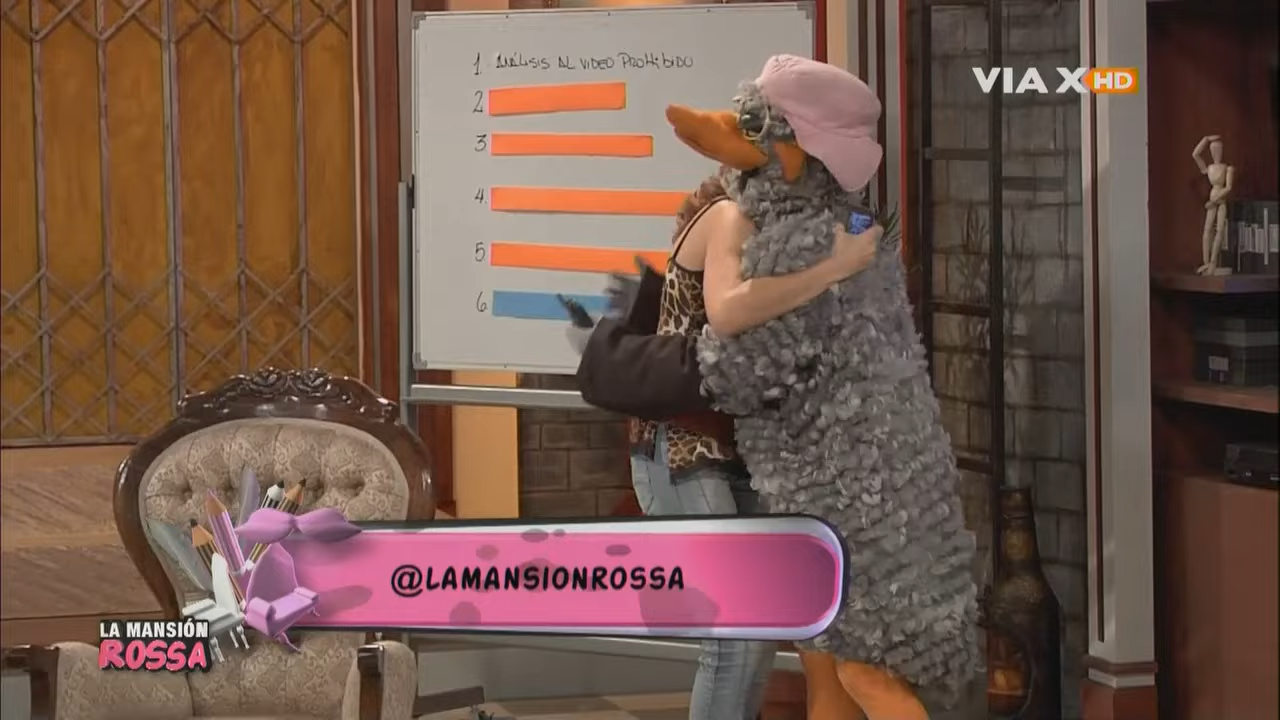 1. ANÁLISIS AL VIDEO PROHIBIDO
2.
3.
4.
5.
6.
VIA X HD
@LAMANSIONROSSA
LA MANSIÓN
ROSSA